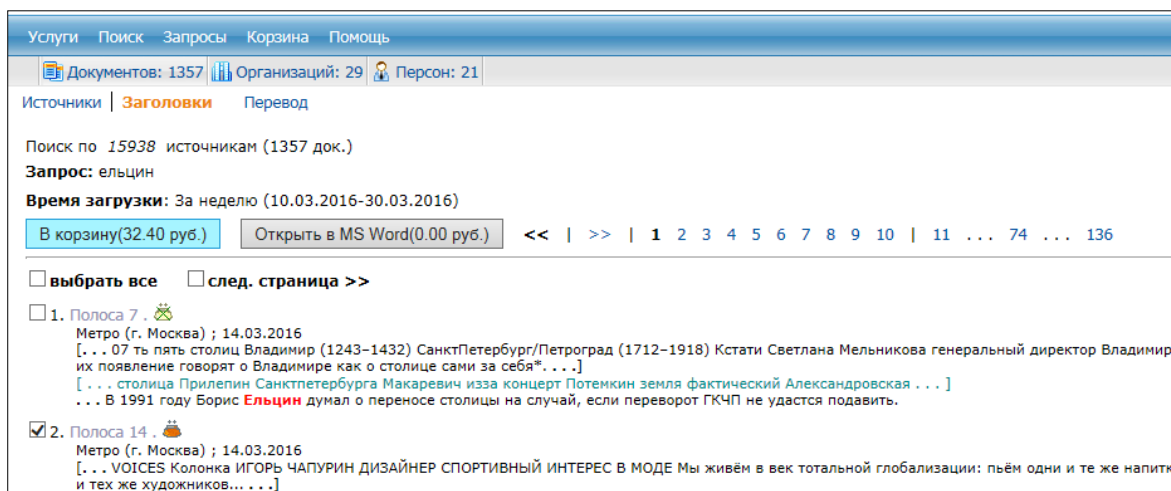 Услуги Поиск Запросы Корзина Помощь
Документов: 1357 Организаций: 29 Персон: 21
Источники | Заголовки Перевод
Поиск по 15938 источникам (1357 док.)
Запрос: ельцин
Время загрузки: За неделю (10.03.2016-30.03.2016)
В корзину(32.40 руб.) Открыть в MS Word(0.00 руб.) << | >> | 1 2 3 4 5 6 7 8 9 10 | 11 ... 74 ... 136
выбрать все след. страница >>
1. Полоса 7 .
Метро (г. Москва) ; 14.03.2016
[. . . 07 ть пять столиц Владимир (1243–1432) СанктПетербург/Петроград (1712–1918) Кстати Светлана Мельникова генеральный директор Владимир
их появление говорят о Владимире как о столице сами за себя*. . . .]
[ . . . столица Прилепин Санктпетербурга Макаревич изза концерт Потемкин земля фактический Александровская . . . ]
. . . В 1991 году Борис Ельцин думал о переносе столицы на случай, если переворот ГКЧП не удастся подавить.
2. Полоса 14 .
Метро (г. Москва) ; 14.03.2016
[. . . VOICES Колонка ИГОРЬ ЧАПУРИН ДИЗАЙНЕР СПОРТИВНЫЙ ИНТЕРЕС В МОДЕ Мы живём в век тотальной глобализации: пьём одни и те же напитк
и тех же художников... . . .]